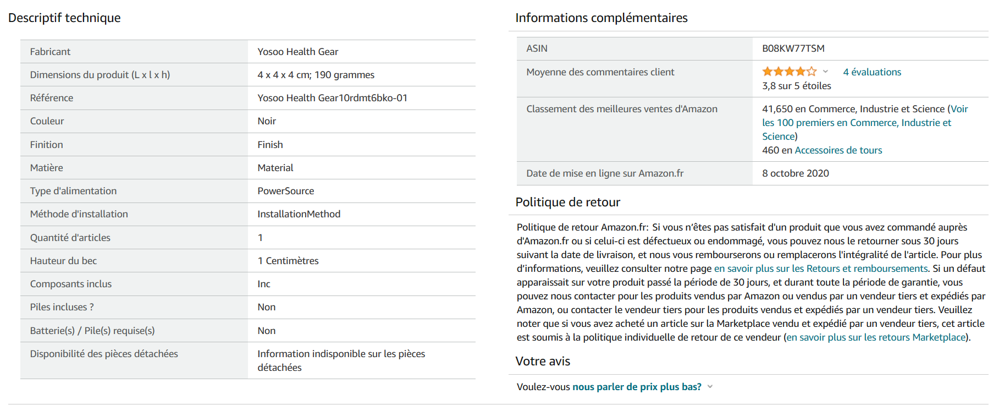 Descriptif technique
Fabricant Yosoo Health Gear
Dimensions du produit (L x l x h) 4 x 4 x 4 cm; 190 grammes
Référence Yosoo Health Gear10rdmt6bko-01
Couleur Noir
Finition Finish
Matière Material
Type d'alimentation PowerSource
Méthode d'installation InstallationMethod
Quantité d'articles 1
Hauteur du bec 1 Centimètres
Composants inclus Inc
Piles incluses ? Non
Batterie(s) / Pile(s) requise(s) Non
Disponibilité des pièces détachées Information indisponible sur les pièces
détachées
Informations complémentaires
ASIN B08KW77TSM
Moyenne des commentaires client 4 évaluations
3,8 sur 5 étoiles
Classement des meilleures ventes d'Amazon 41,650 en Commerce, Industrie et Science (Voir
les 100 premiers en Commerce, Industrie et
Science)
460 en Accessoires de tours
Date de mise en ligne sur Amazon.fr 8 octobre 2020
Politique de retour
Politique de retour Amazon.fr: Si vous n’êtes pas satisfait d'un produit que vous avez commandé auprès
d'Amazon.fr ou si celui-ci est défectueux ou endommagé, vous pouvez nous le retourner sous 30 jours
suivant la date de livraison, et nous vous rembourserons ou remplacerons l'intégralité de l'article. Pour plus
d’informations, veuillez consulter notre page en savoir plus sur les Retours et remboursements. Si un défaut
apparaissait sur votre produit passé la période de 30 jours, et durant toute la période de garantie, vous
pouvez nous contacter pour les produits vendus par Amazon ou vendus par un vendeur tiers et expédiés par
Amazon, ou contacter le vendeur tiers pour les produits vendus et expédiés par un vendeur tiers. Veuillez
noter que si vous avez acheté un article sur la Marketplace vendu et expédié par un vendeur tiers, cet article
est soumis à la politique individuelle de retour de ce vendeur (en savoir plus sur les retours Marketplace).
Votre avis
Voulez-vous nous parler de prix plus bas?